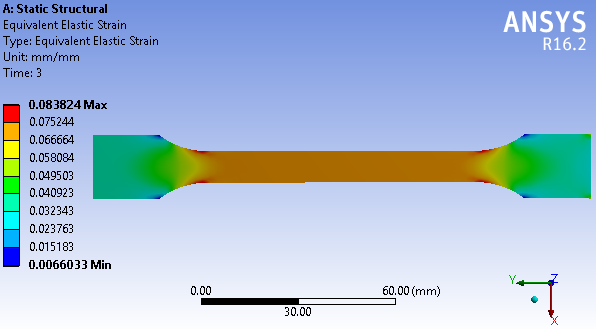 A: Static Structural
Equivalent Elastic Strain
Type: Equivalent Elastic Strain
Unit: mm/mm
Time: 3
ANSYS
R16.2
0.083824 Max
0.075244
0.066664
0.058084
0.049503
0.040923
0.032343
0.023763
0.015183
0.0066033 Min
0.00
60.00 (mm)
30.00
Y
Z
X